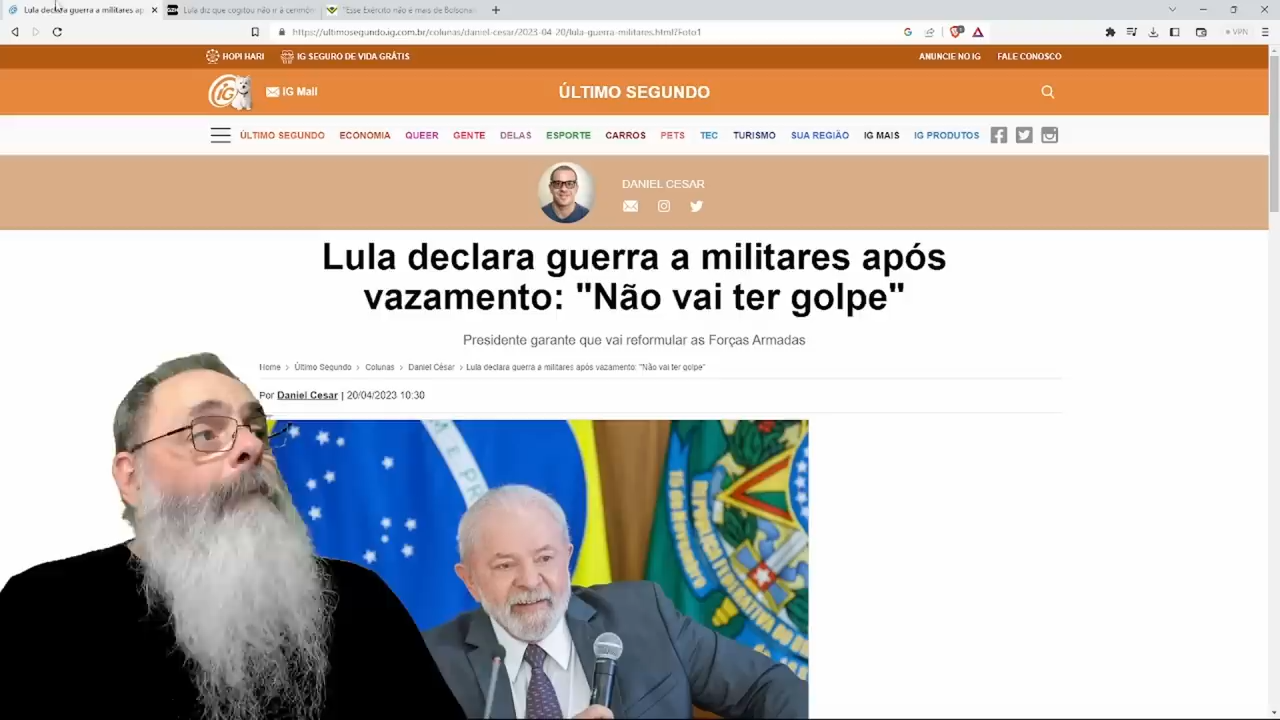 Lula declara guerra a militares ap
Lula diz que cogitou não ir à cerimôn
"Esse Exército não é mais de Bolsona
https://ultimosegundo.ig.com.br/colunas/daniel-cesar/2023-04-20/lula-guerra-militares.html?Foto1
VPN
HOPI HARI
IG SEGURO DE VIDA GRÁTIS
ANUNCIE NO IG
FALE CONOSCO
iG
IG Mail
ÚLTIMO SEGUNDO
ÚLTIMO SEGUNDO
ECONOMIA
QUEER
GENTE
DELAS
ESPORTE
CARROS
PETS
TEC
TURISMO
SUA REGIÃO
IG MAIS
IG PRODUTOS
DANIEL CESAR
Lula declara guerra a militares após
vazamento: "Não vai ter golpe"
Presidente garante que vai reformular as Forças Armadas
Home > Último Segundo > Colunas > Daniel César > Lula declara guerra a militares após vazamento: "Não vai ter golpe"
Por Daniel Cesar | 20/04/2023 10:30
E PR